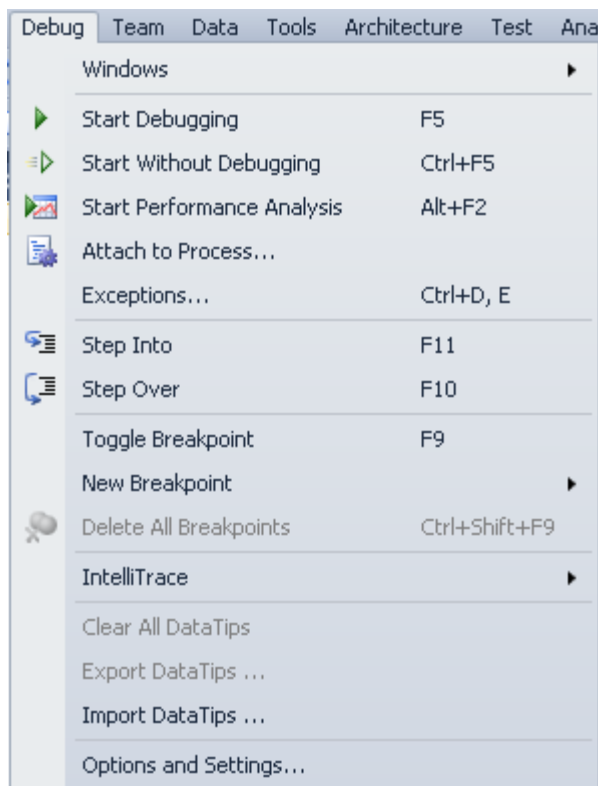 Debug Team Data Tools Architecture Test Ana
Windows
Start Debugging F5
Start Without Debugging Ctrl+F5
Start Performance Analysis Alt+F2
Attach to Process...
Exceptions... Ctrl+D, E
Step Into F11
Step Over F10
Toggle Breakpoint F9
New Breakpoint
Delete All Breakpoints Ctrl+Shift+F9
IntelliTrace
Clear All DataTips
Export DataTips ...
Import DataTips ...
Options and Settings...